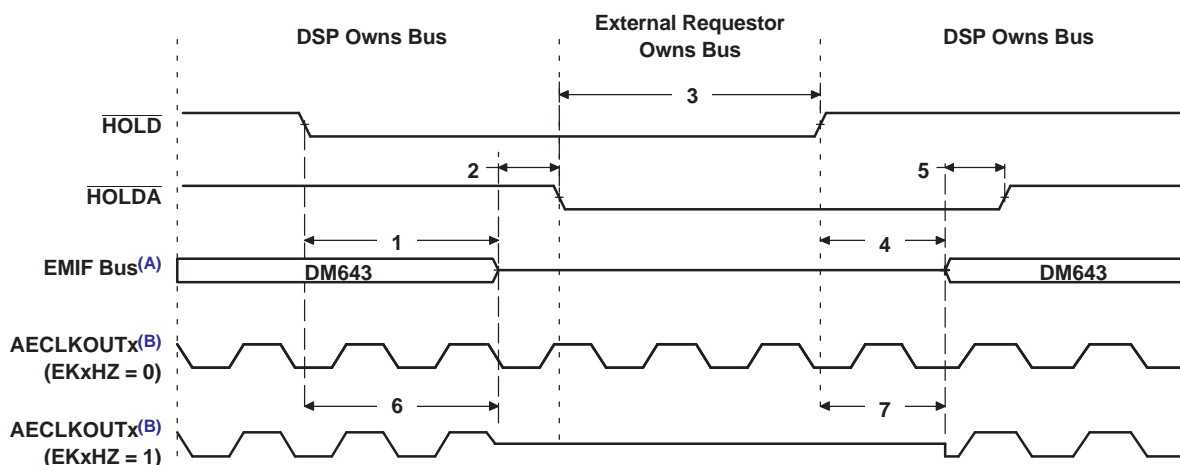 DSP Owns Bus
External Requestor
Owns Bus
DSP Owns Bus
3
HOLD
2
5
HOLDA
1
4
EMIF Bus(A)
DM643
DM643
AECLKOUTx(B)
(EKxHZ = 0)
6
7
AECLKOUTx(B)
(EKxHZ = 1)